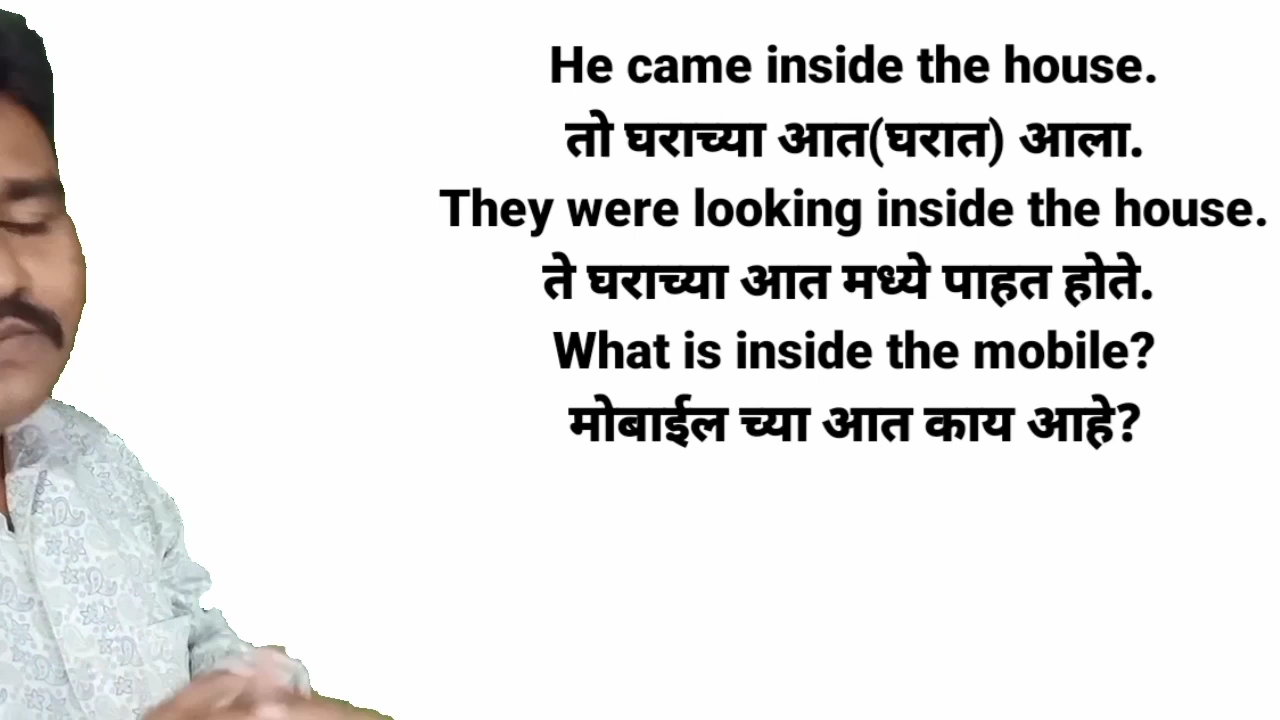 He came inside the house.
तो घराच्या आत(घरात) आला.
They were looking inside the house.
ते घराच्या आत मध्ये पाहत होते.
What is inside the mobile?
मोबाईल च्या आत काय आहे?